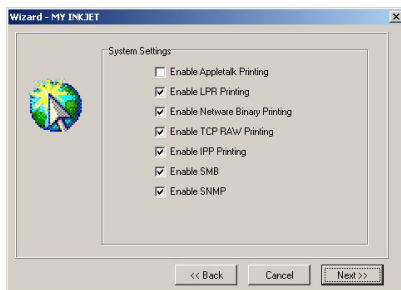 Wizard - MY INKJET
System Settings
Enable Appletalk Printing
Enable LPR Printing
Enable Netware Binary Printing
Enable TCP RAW Printing
Enable IPP Printing
Enable SMB
Enable SNMP
<< Back Cancel Next >>